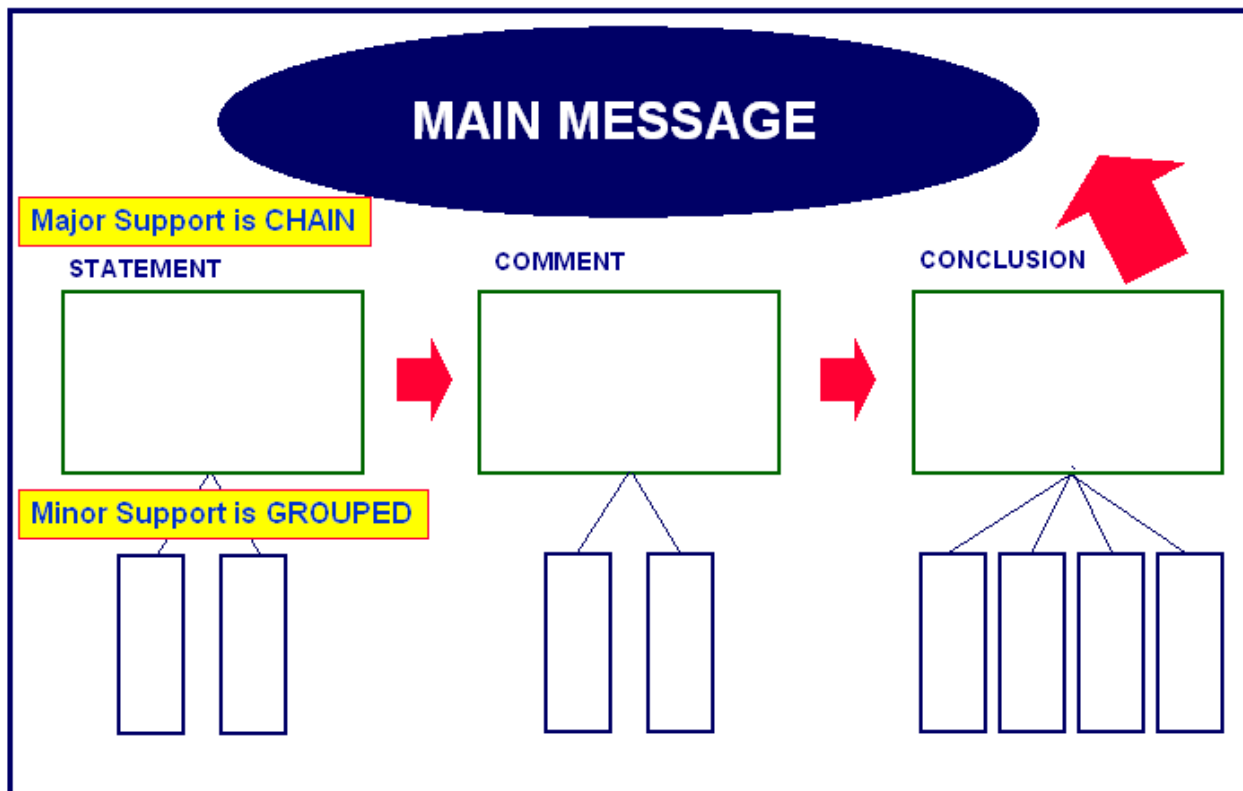 MAIN MESSAGE
Major Support is CHAIN
STATEMENT
COMMENT
CONCLUSION
Minor Support is GROUPED